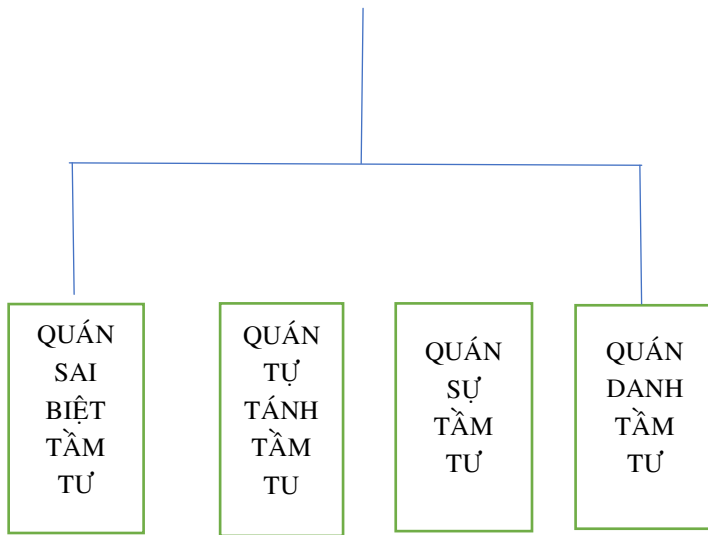 QUÁN
SAI
BIỆT
TẦM
TƯ
QUÁN
TỰ
TÁNH
TẦM
TU
QUÁN
SỰ
TẦM
TƯ
QUÁN
DANH
TẦM
TƯ